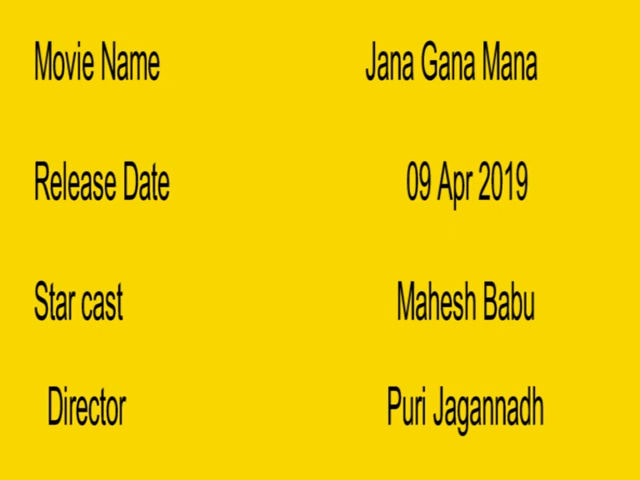 Movie Name Jana Gana Mana
Release Date 09 Apr 2019
Star cast Mahesh Babu
Director Puri Jagannadh